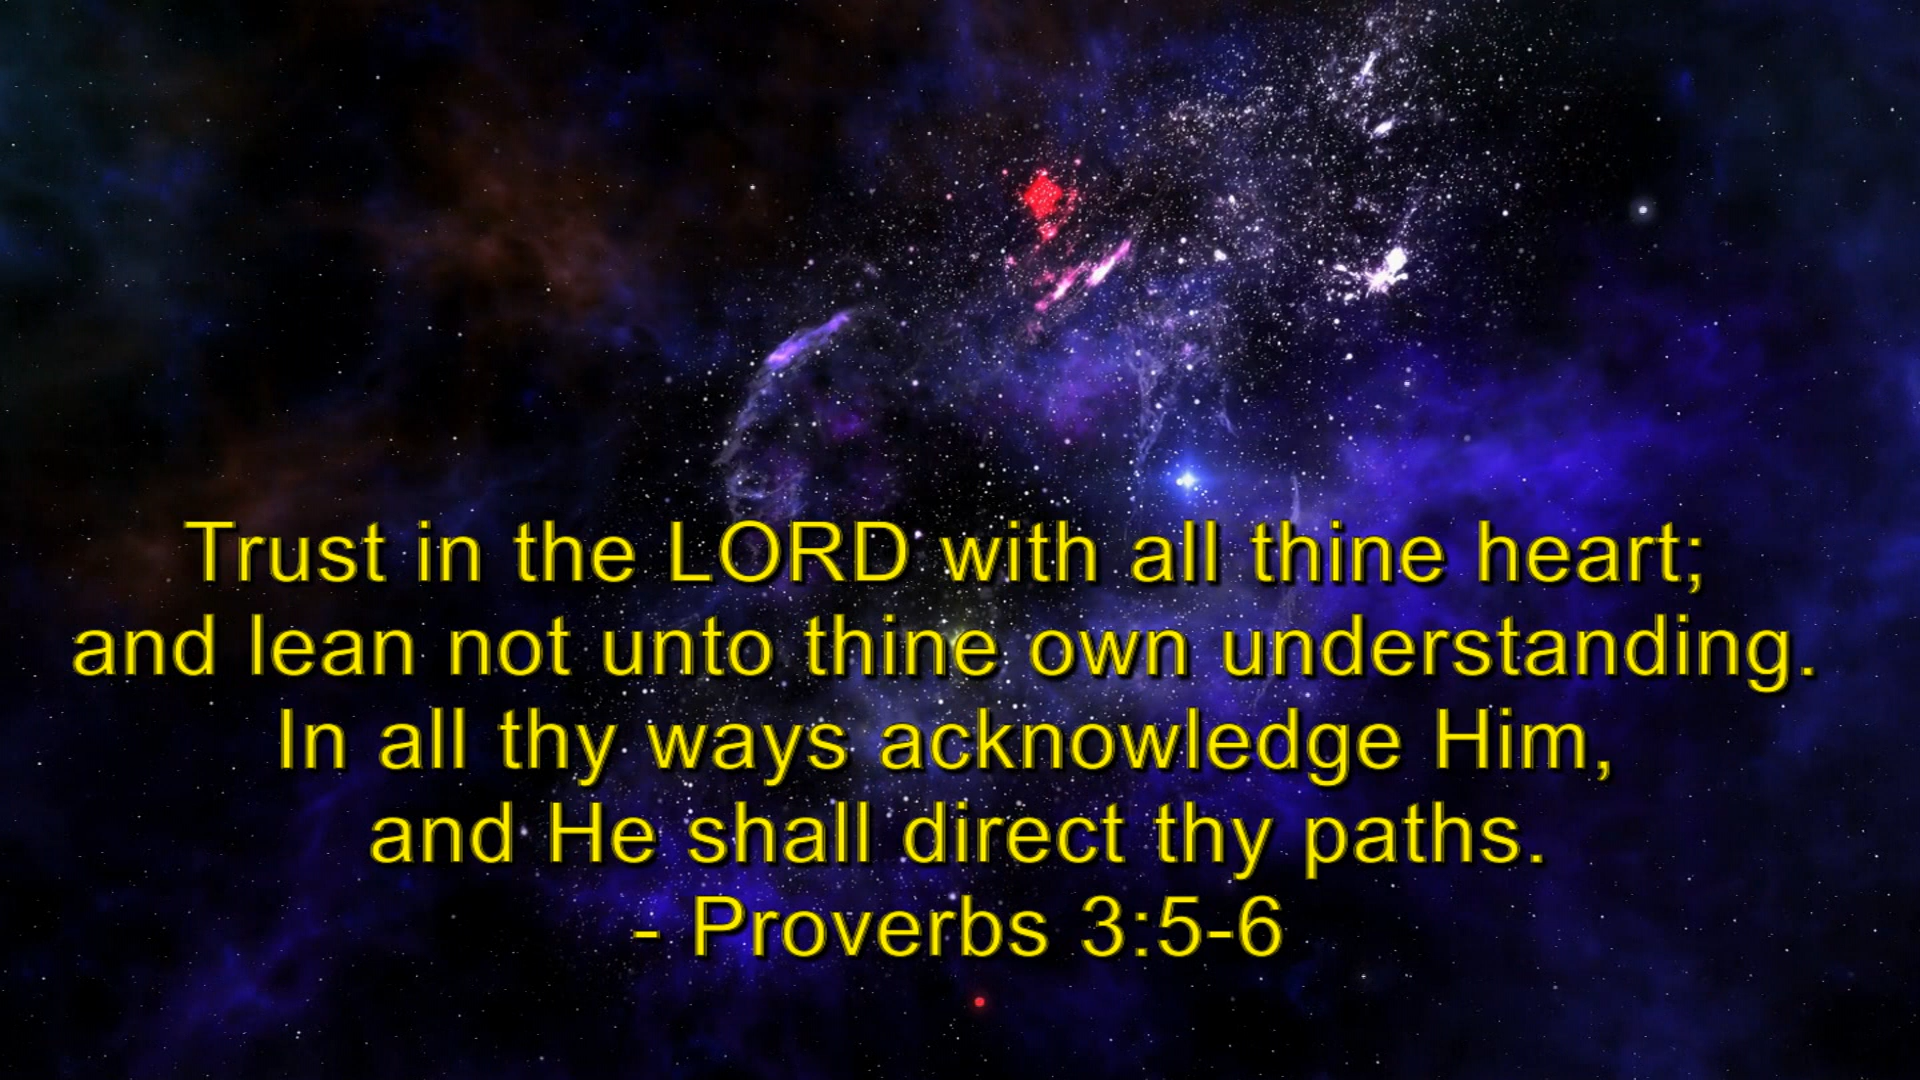 Trust in the LORD with all thine heart;
and lean not unto thine own understanding.
In all thy ways acknowledge Him,
and He shall direct thy paths.
- Proverbs 3:5-6